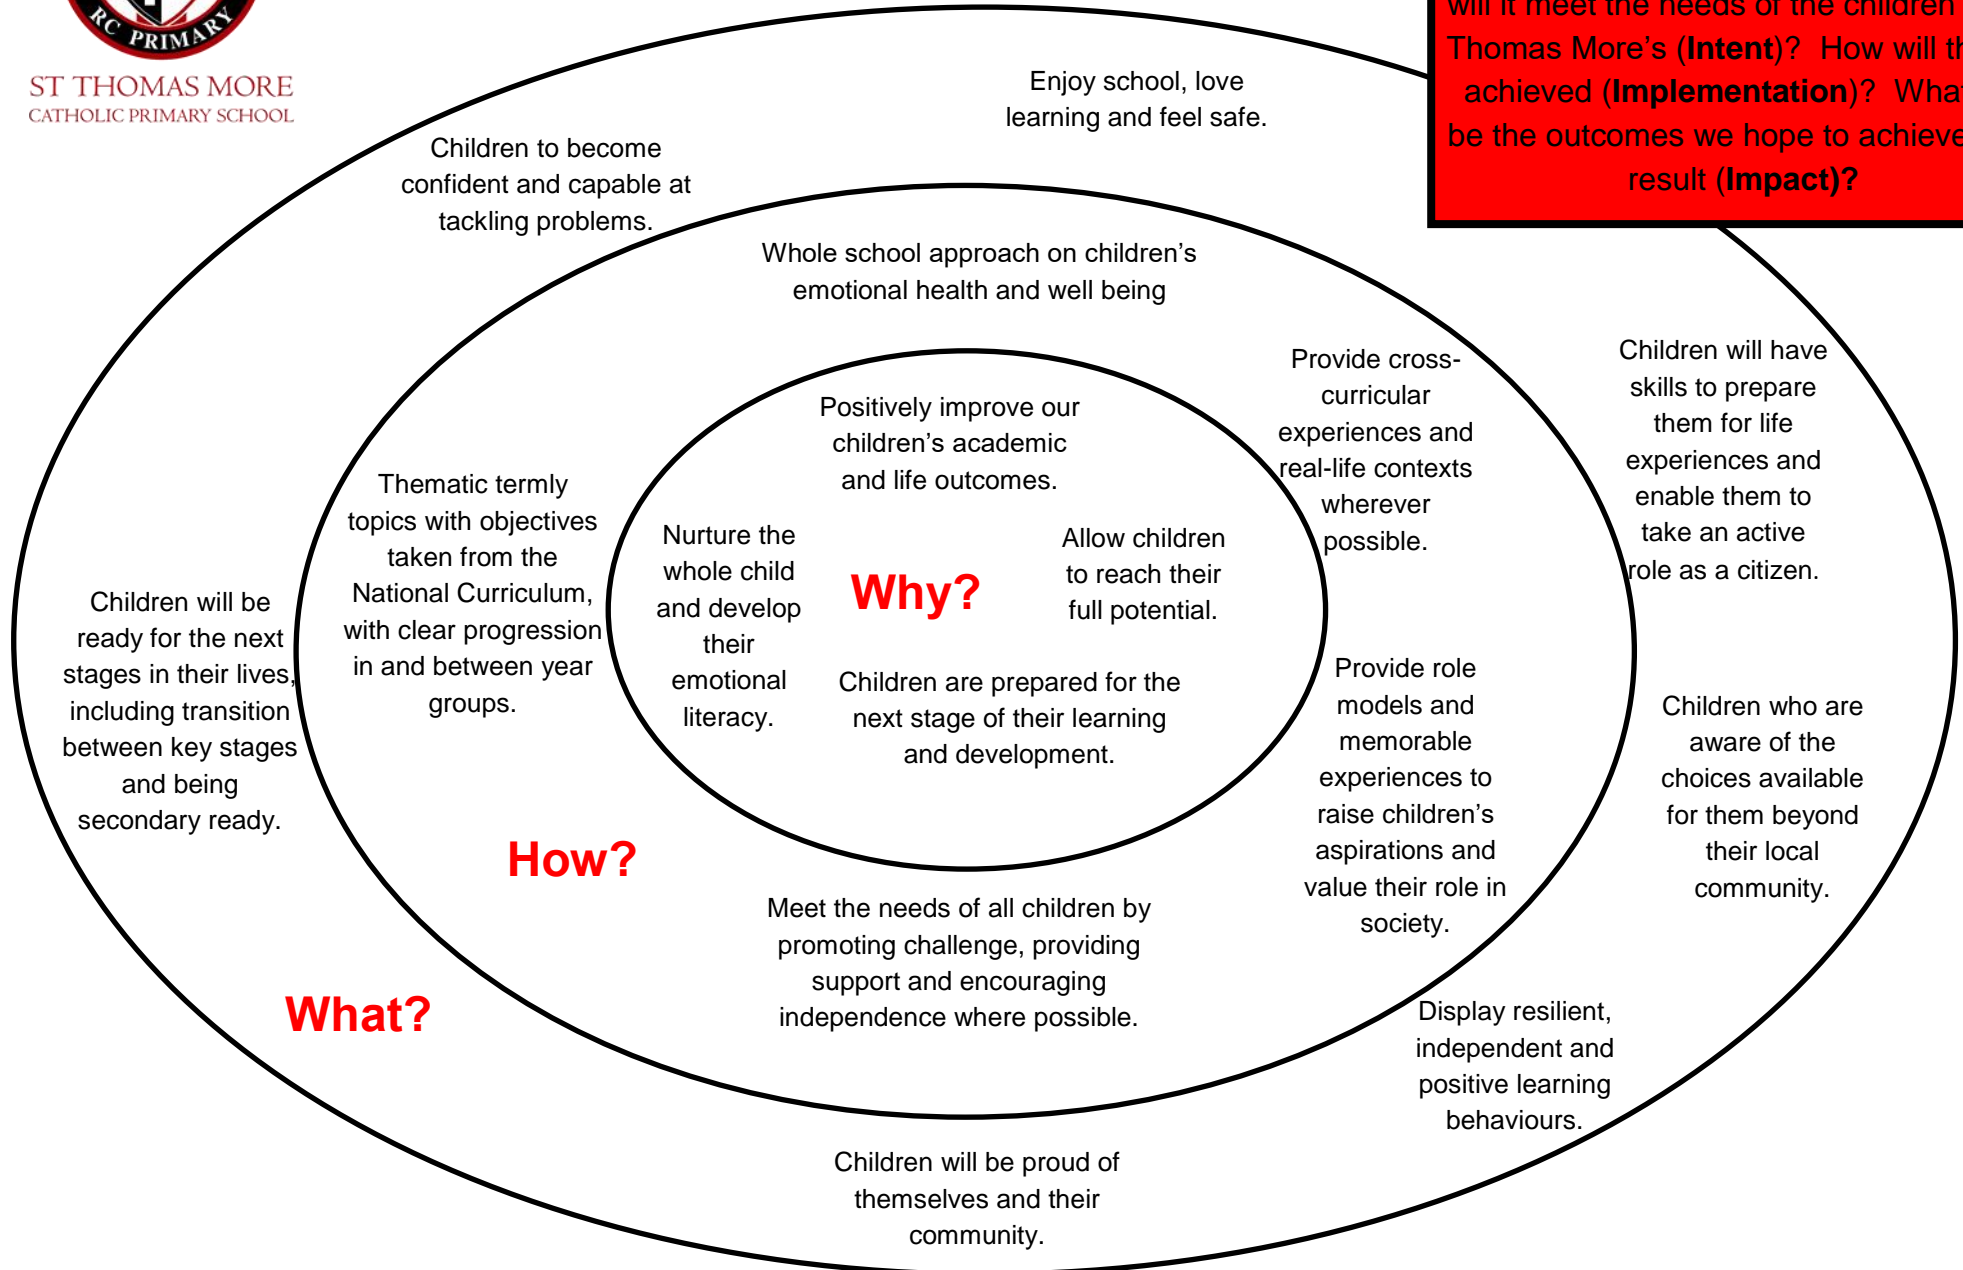 RC PRIMARY
ST THOMAS MORE
CATHOLIC PRIMARY SCHOOL
will it meet the needs of the children
Thomas More's (Intent)? How will th
achieved (Implementation)? What
be the outcomes we hope to achieve
result (Impact)?
Enjoy school, love
learning and feel safe.
Children to become
confident and capable at
tackling problems.
Whole school approach on children's
emotional health and well being
Provide cross-
curricular
experiences and
real-life contexts
wherever
possible.
Children will have
skills to prepare
them for life
experiences and
enable them to
take an active
role as a citizen.
Positively improve our
children's academic
and life outcomes.
Thematic termly
topics with objectives
taken from the
National Curriculum,
with clear progression
in and between year
groups.
Nurture the
whole child
and develop
their
emotional
literacy.
Why?
Allow children
to reach their
full potential.
Children will be
ready for the next
stages in their lives,
including transition
between key stages
and being
secondary ready.
Children are prepared for the
next stage of their learning
and development.
Provide role
models and
memorable
experiences to
raise children's
aspirations and
value their role in
society.
Children who are
aware of the
choices available
for them beyond
their local
community.
How?
Meet the needs of all children by
promoting challenge, providing
support and encouraging
independence where possible.
What?
Display resilient,
independent and
positive learning
behaviours.
Children will be proud of
themselves and their
community.